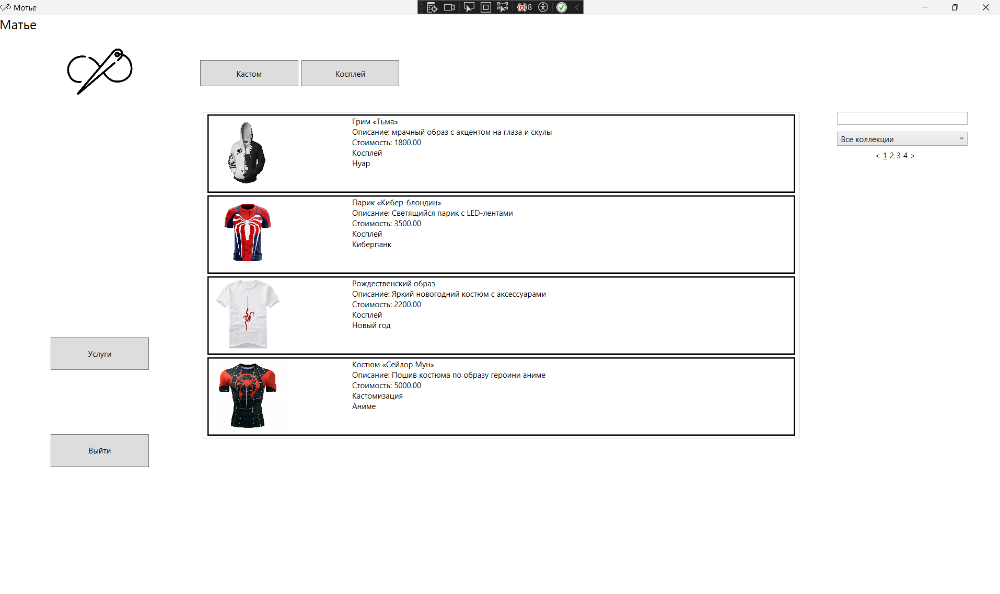 Мотье
8
Матье
Кастом
Косплей
Грим «Тьма»
Описание: мрачный образ с акцентом на глаза и скулы
Стоимость: 1800.00
Косплей
Нуар
Парик «Кибер-блондин»
Описание: Светящийся парик с LED-лентами
Стоимость: 3500.00
Косплей
Киберпанк
Рождественский образ
Описание: Яркий новогодний костюм с аксессуарами
Стоимость: 2200.00
Косплей
Новый год
Костюм «Сейлор Мун»
Описание: Пошив костюма по образу героини аниме
Стоимость: 5000.00
Кастомизация
Аниме
Все коллекции
< 1 2 3 4 >
Услуги
Выйти